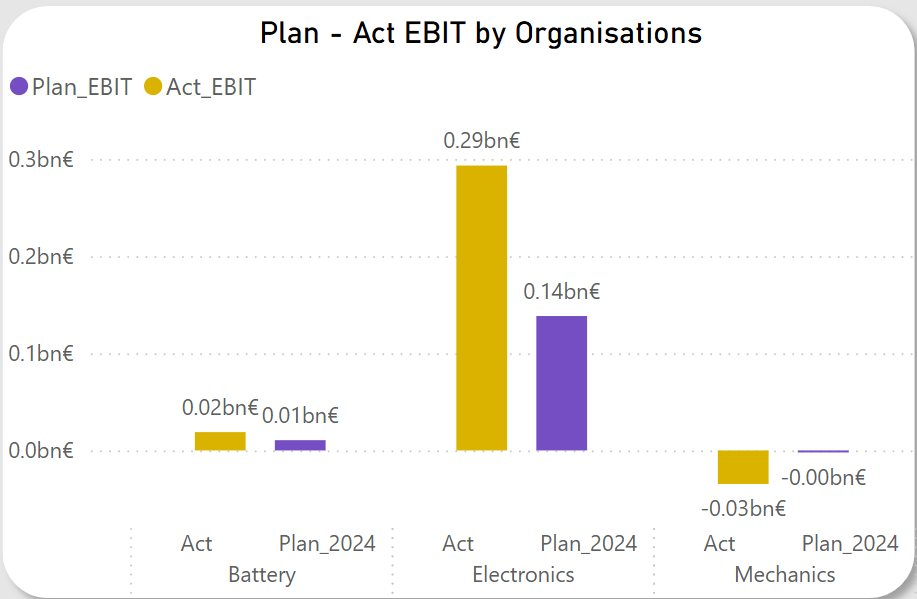 Plan - Act EBIT by Organisations
Plan_EBIT Act_EBIT
0.29bn€
0.3bn€
0.2bn€
0.14bn€
0.1bn€
0.02bn€ 0.01bn€
0.0bn€
-0.00bn€
-0.03bn€
Act Plan_2024 Act Plan_2024 Act Plan_2024
Battery Electronics Mechanics